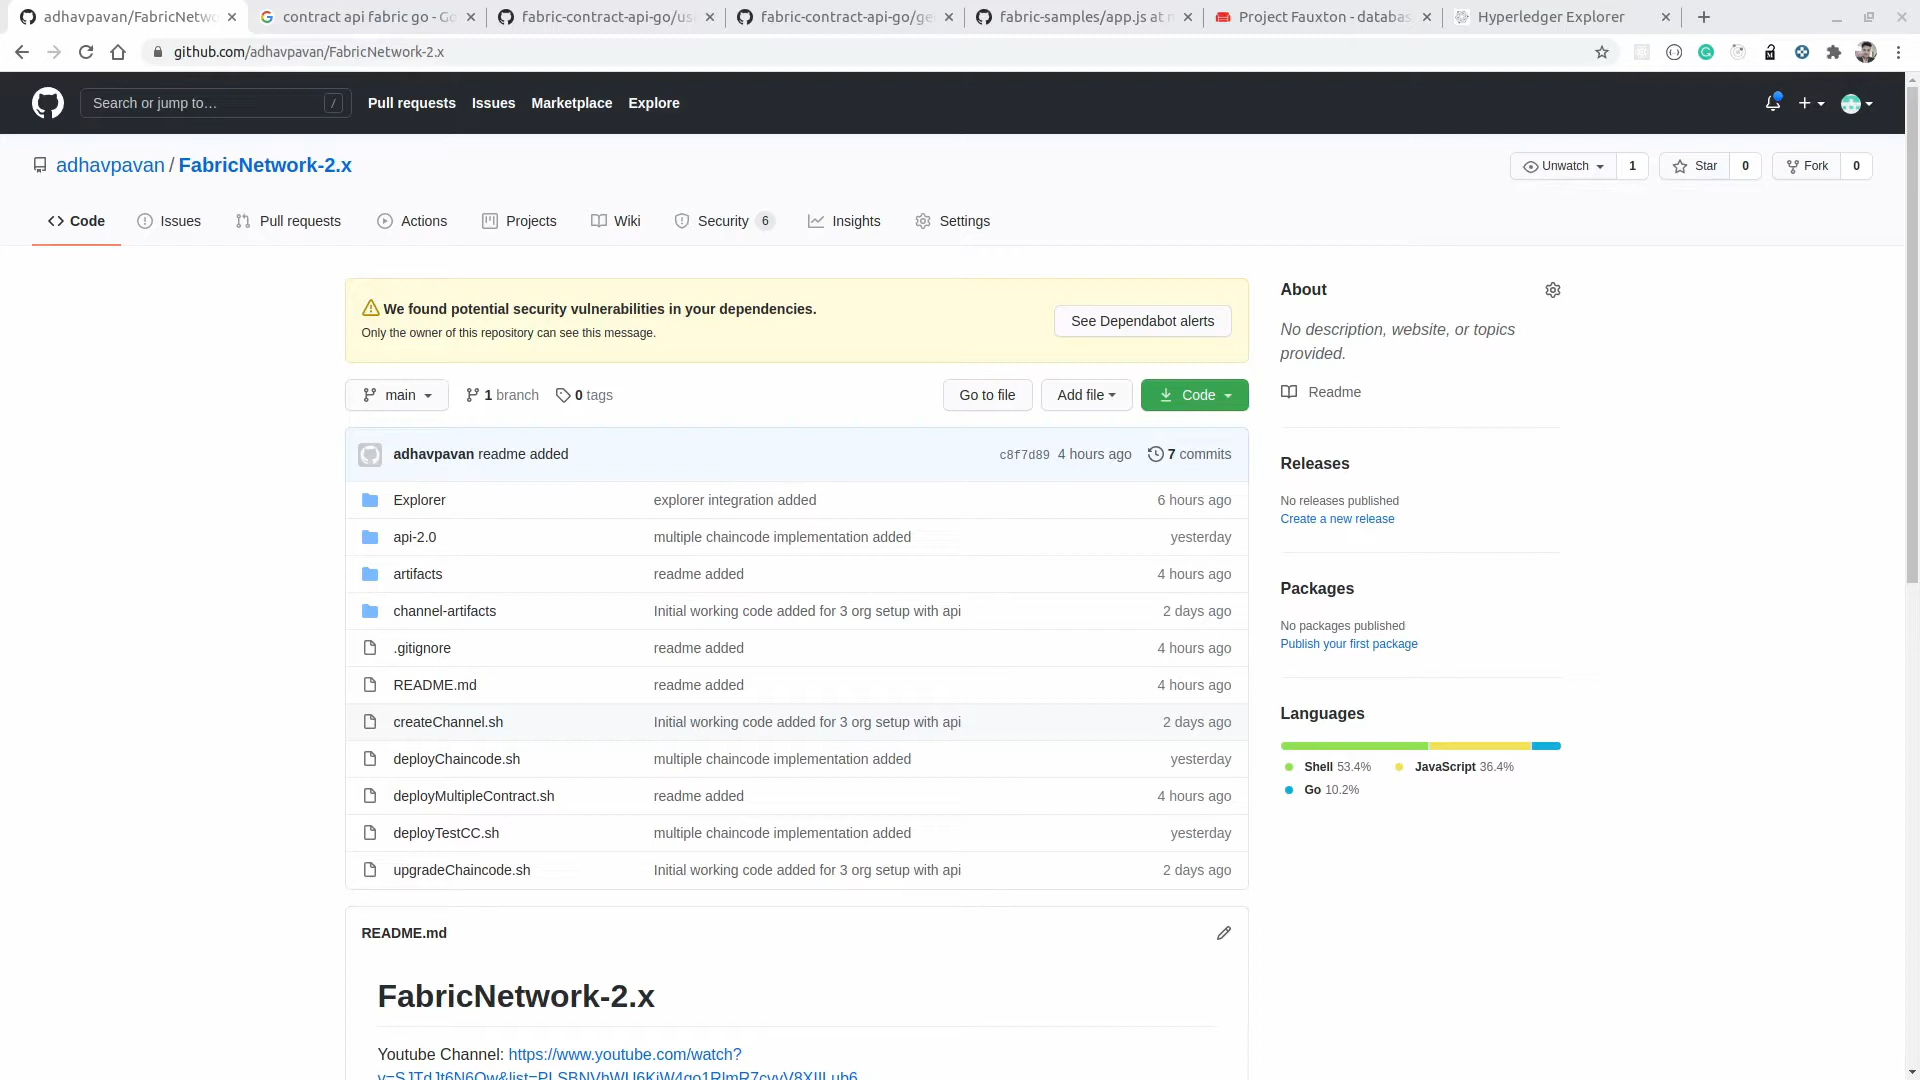 adhavpavan/FabricNetwo
contract api fabric go - Go
fabric-contract-api-go/us
fabric-contract-api-go/ge
fabric-samples/app.js at m
Project Fauxton - databas
Hyperledger Explorer
github.com/adhavpavan/FabricNetwork-2.x
Search or jump to…
/
Pull requests
Issues
Marketplace
Explore
adhavpavan / FabricNetwork-2.x
Unwatch 1
Star 0
Fork 0
Code
Issues
Pull requests
Actions
Projects
Wiki
Security 6
Insights
Settings
We found potential security vulnerabilities in your dependencies.
Only the owner of this repository can see this message.
See Dependabot alerts
main
1 branch
0 tags
Go to file
Add file
Code
adhavpavan readme added
c8f7d89 4 hours ago
7 commits
Explorer explorer integration added 6 hours ago
api-2.0 multiple chaincode implementation added yesterday
artifacts readme added 4 hours ago
channel-artifacts Initial working code added for 3 org setup with api 2 days ago
.gitignore readme added 4 hours ago
README.md readme added 4 hours ago
createChannel.sh Initial working code added for 3 org setup with api 2 days ago
deployChaincode.sh multiple chaincode implementation added yesterday
deployMultipleContract.sh readme added 4 hours ago
deployTestCC.sh multiple chaincode implementation added yesterday
upgradeChaincode.sh Initial working code added for 3 org setup with api 2 days ago
README.md
FabricNetwork-2.x
Youtube Channel: https://www.youtube.com/watch?
About
No description, website, or topics
provided.
Readme
Releases
No releases published
Create a new release
Packages
No packages published
Publish your first package
Languages
Shell 53.4%
JavaScript 36.4%
Go 10.2%